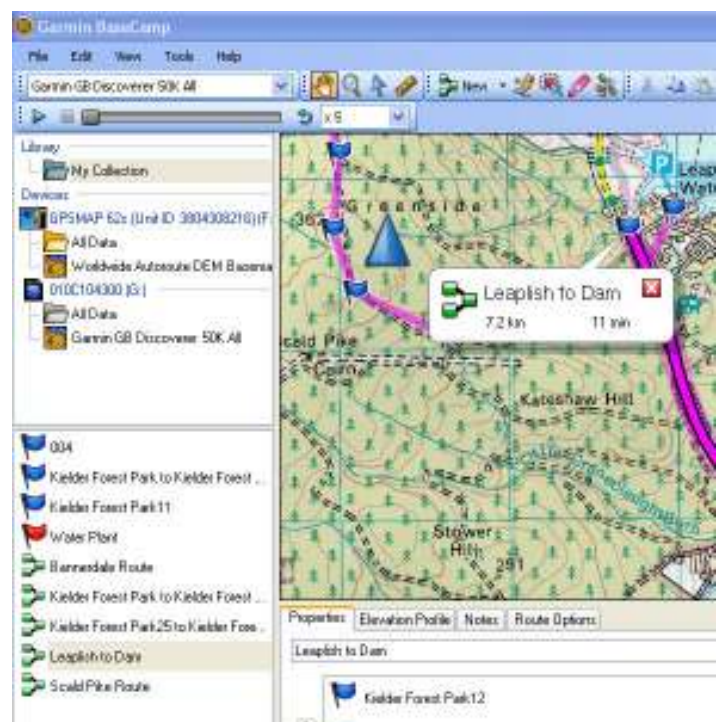 Garmin BaseCamp
File Edit View Tools Help
Garmin GB Discoverer 50K All
New
x 5
Library
My Collection
Devices
GPSMAP 62s (Unit ID 3804308216)(F
All Data
Worldwide Autoroute DEM Basema
010C104300 (G:)
All Data
Garmin GB Discoverer 50K All
004
Kielder Forest Park to Kielder Forest ...
Kielder Forest Park11
Water Plant
Bannerdale Route
Kielder Forest Park to Kielder Forest ...
Kielder Forest Park25 to Kielder Fore ...
Leaplish to Dam
Scald Pike Route
P
Leap
Wate
362
Greenside
Leaplish to Dam
7.2 km 11 min
cald Pike
Cairn
Kateshaw Hill
Stower
Hill
291
Properties Elevation Profile Notes Route Options
Leaplish to Dam
Kielder Forest Park12